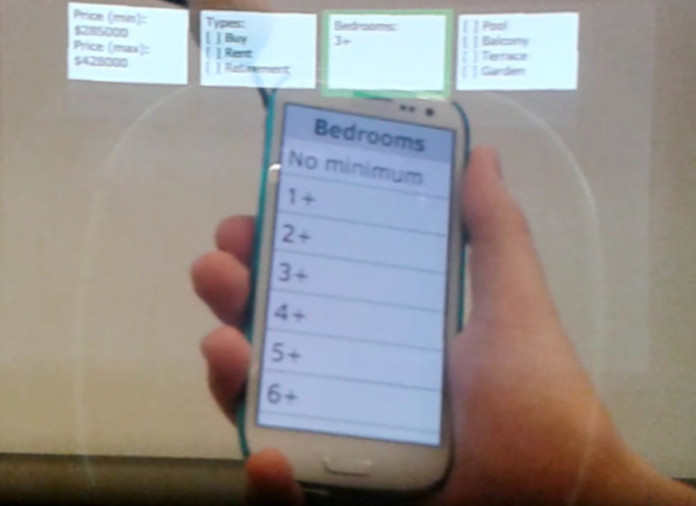 Price (min):
$285000
Price (max):
$428000
Types:
[ ] Buy
[ ] Rent
[ ] Retirement
Bedrooms:
3+
[ ] Pool
[ ] Balcony
[ ] Terrace
[ ] Garden
Bedrooms
No minimum
1+
2+
3+
4+
5+
6+